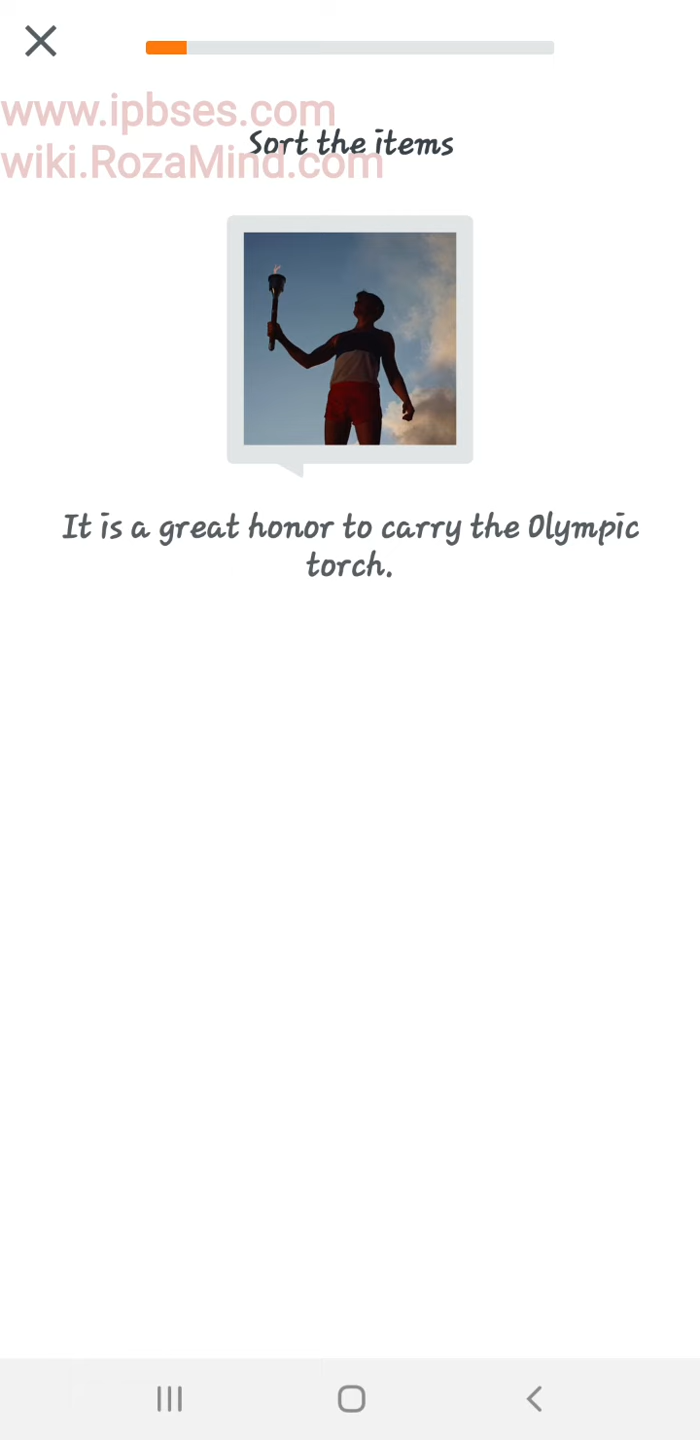 www.ipbses.com
Sort the items
wiki.RozaMind.com
It is a great honor to carry the Olympic
torch.